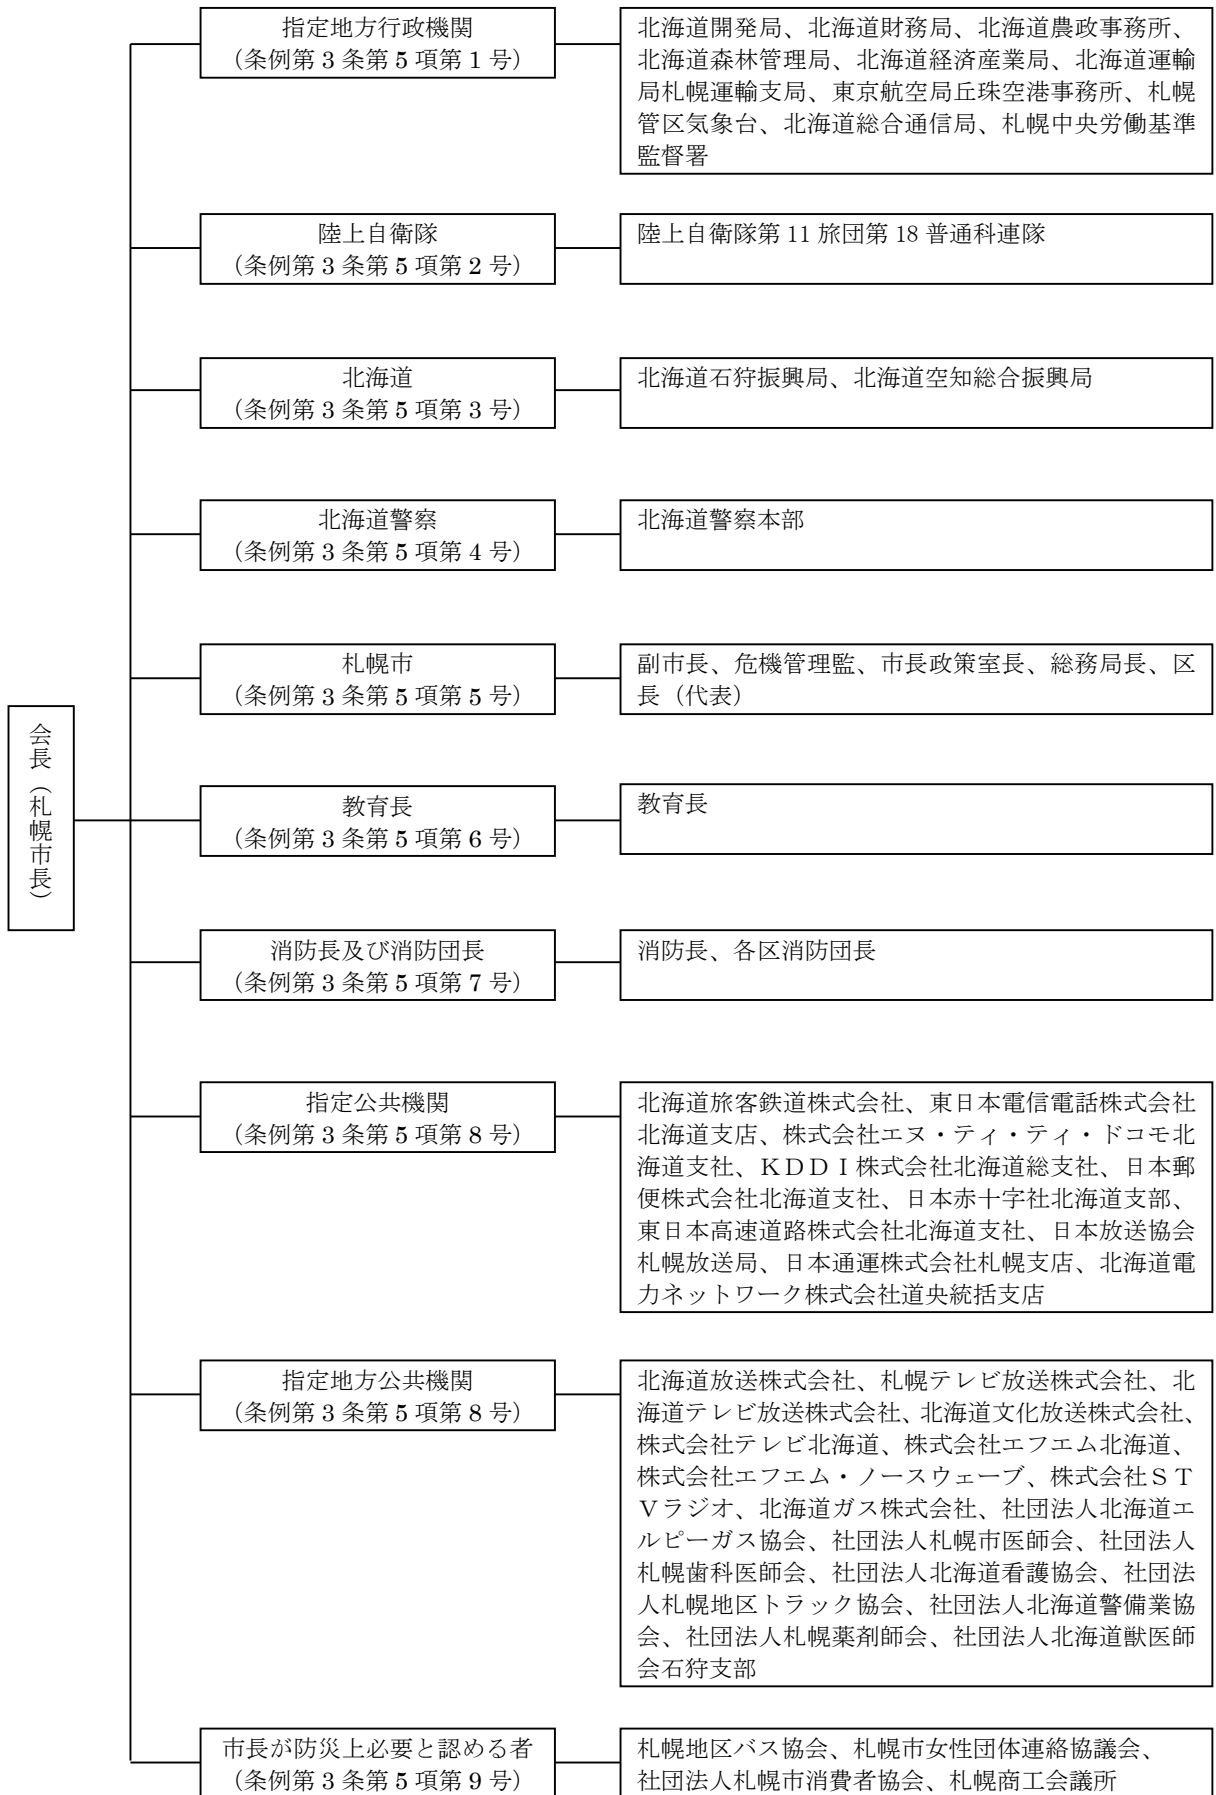 指定地方行政機関
（条例第 3 条第 5 項第 1 号）
北海道開発局、北海道財務局、北海道農政事務所、
北海道森林管理局、北海道経済産業局、北海道運輸
局札幌運輸支局、東京航空局丘珠空港事務所、札幌
管区気象台、北海道総合通信局、札幌中央労働基準
監督署
陸上自衛隊
（条例第 3 条第 5 項第 2 号）
陸上自衛隊第 11 旅団第 18 普通科連隊
北海道
（条例第 3 条第 5 項第 3 号）
北海道石狩振興局、北海道空知総合振興局
北海道警察
（条例第 3 条第 5 項第 4 号）
北海道警察本部
札幌市
（条例第 3 条第 5 項第 5 号）
副市長、危機管理監、市長政策室長、総務局長、区
長（代表）
会長（札幌市長）
教育長
（条例第 3 条第 5 項第 6 号）
教育長
消防長及び消防団長
（条例第 3 条第 5 項第 7 号）
消防長、各区消防団長
指定公共機関
（条例第 3 条第 5 項第 8 号）
北海道旅客鉄道株式会社、東日本電信電話株式会社
北海道支店、株式会社エヌ・ティ・ティ・ドコモ北
海道支社、ＫＤＤＩ株式会社北海道総支社、日本郵
便株式会社北海道支社、日本赤十字社北海道支部、
東日本高速道路株式会社北海道支社、日本放送協会
札幌放送局、日本通運株式会社札幌支店、北海道電
力ネットワーク株式会社道央統括支店
指定地方公共機関
（条例第 3 条第 5 項第 8 号）
北海道放送株式会社、札幌テレビ放送株式会社、北
海道テレビ放送株式会社、北海道文化放送株式会社、
株式会社テレビ北海道、株式会社エフエム北海道、
株式会社エフエム・ノースウェーブ、株式会社ＳＴ
Ｖラジオ、北海道ガス株式会社、社団法人北海道エ
ルピーガス協会、社団法人札幌市医師会、社団法人
札幌歯科医師会、社団法人北海道看護協会、社団法
人札幌地区トラック協会、社団法人北海道警備業協
会、社団法人札幌薬剤師会、社団法人北海道獣医師
会石狩支部
市長が防災上必要と認める者
（条例第 3 条第 5 項第 9 号）
札幌地区バス協会、札幌市女性団体連絡協議会、
社団法人札幌市消費者協会、札幌商工会議所